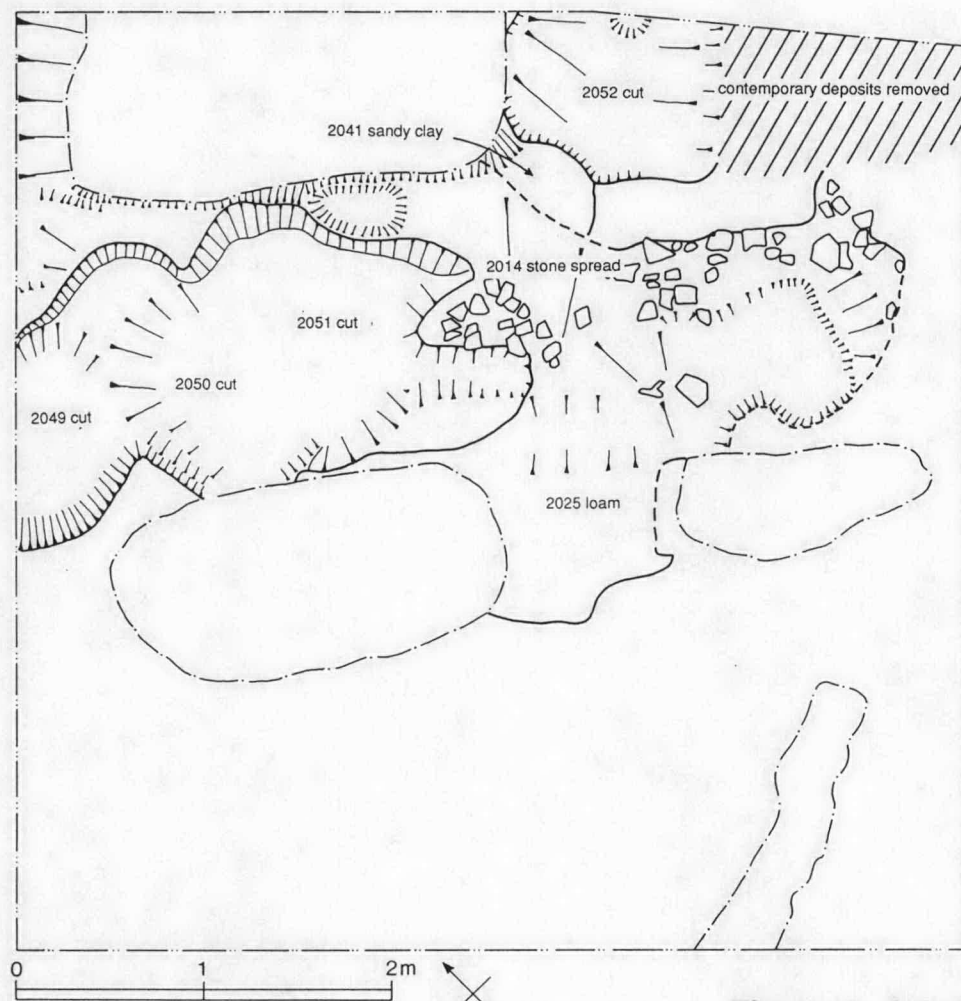 2052 cut
contemporary deposits removed
2041 sandy clay
2014 stone spread
2051 cut
2050 cut
2049 cut
2025 loam
0 1 2m